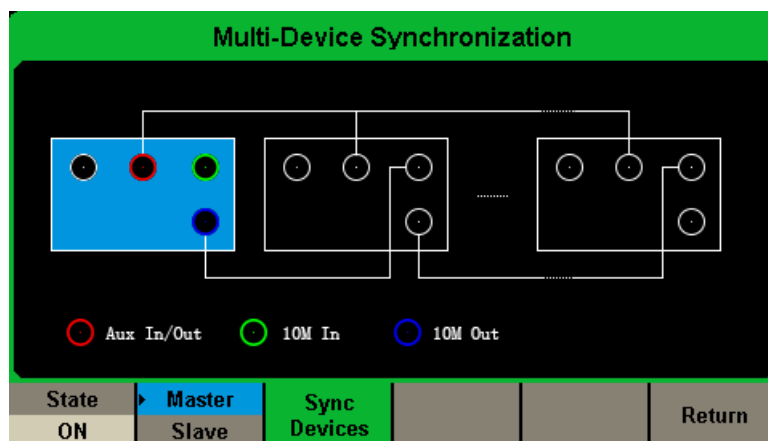 Multi-Device Synchronization
Aux In/Out 10M In 10M Out
State Master Sync Devices Return
ON Slave